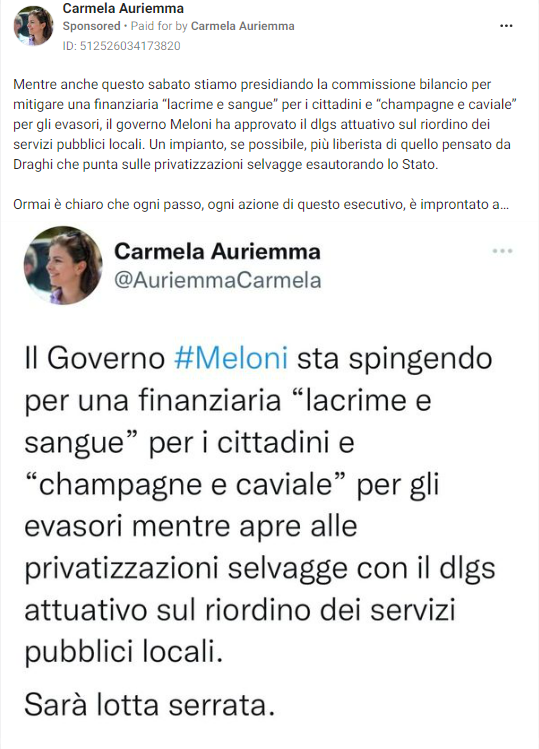 Carmela Auriemma
Sponsored • Paid for by Carmela Auriemma
ID: 512526034173820
Mentre anche questo sabato stiamo presidiando la commissione bilancio per
mitigare una finanziaria “lacrime e sangue” per i cittadini e “champagne e caviale”
per gli evasori, il governo Meloni ha approvato il dlgs attuativo sul riordino dei
servizi pubblici locali. Un impianto, se possibile, più liberista di quello pensato da
Draghi che punta sulle privatizzazioni selvagge esautorando lo Stato.
Ormai è chiaro che ogni passo, ogni azione di questo esecutivo, è improntato a...
Carmela Auriemma
@AuriemmaCarmela
Il Governo #Meloni sta spingendo
per una finanziaria “lacrime e
sangue” per i cittadini e
“champagne e caviale” per gli
evasori mentre apre alle
privatizzazioni selvagge con il dlgs
attuativo sul riordino dei servizi
pubblici locali.
Sarà lotta serrata.